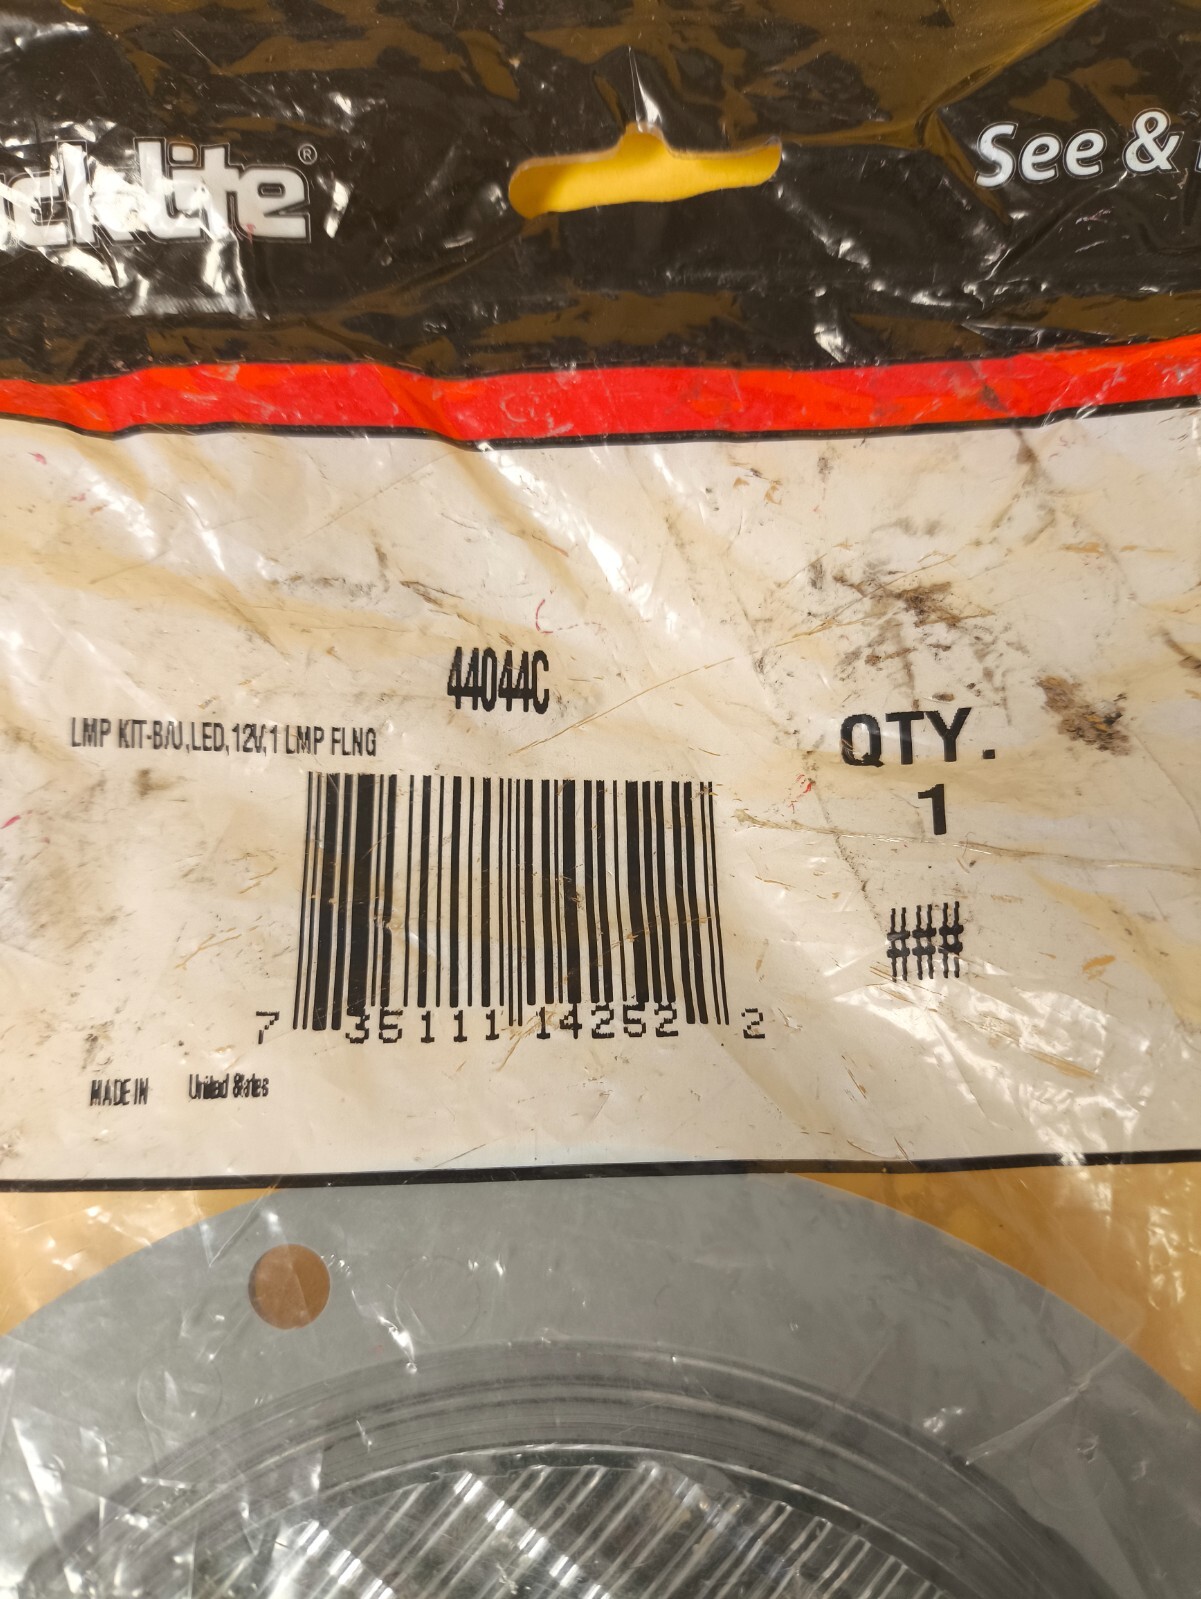 cklite®
See &
44044C
LMP KIT-B/U,LED,12V,1 LMP FLNG
QTY.
1
###
7 35111 14252 2
MADE IN United States